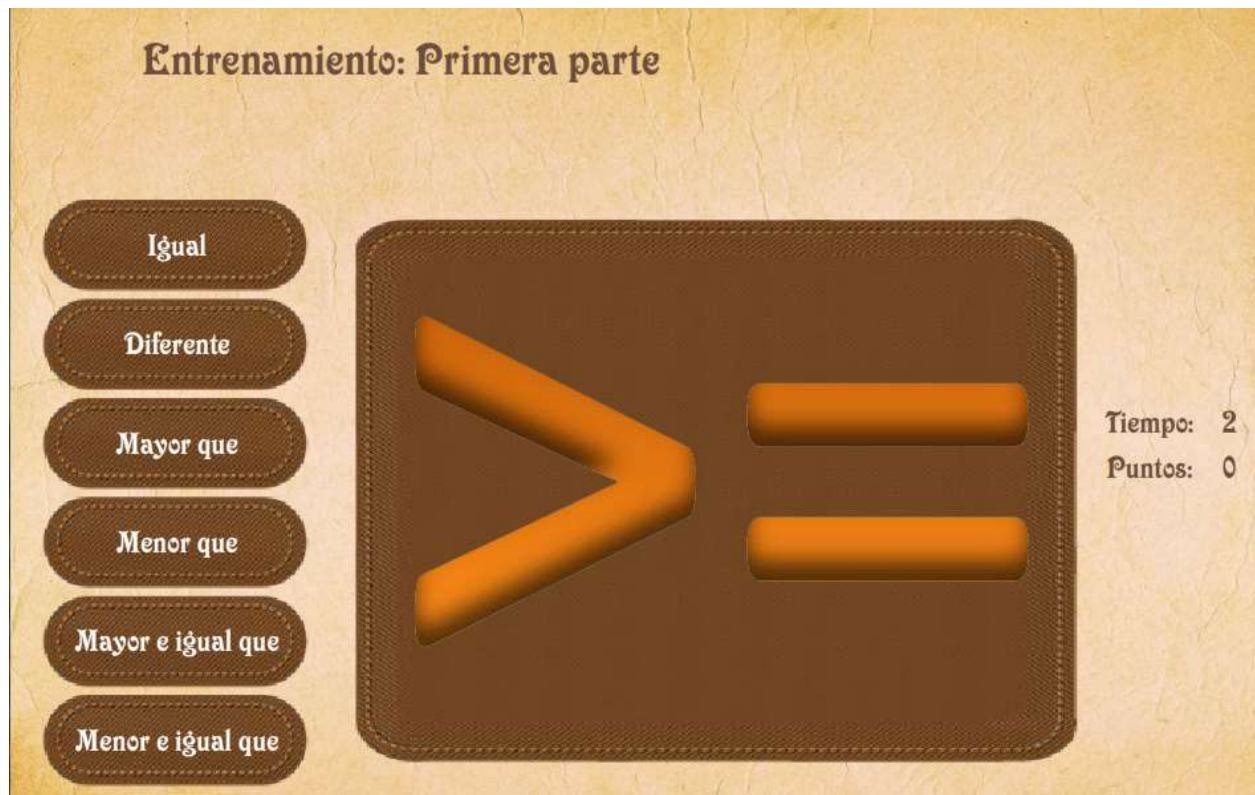 Entrenamiento: Primera parte
Igual
Diferente
Mayor que
Menor que
Mayor e igual que
Menor e igual que
>=
Tiempo: 2
Puntos: 0